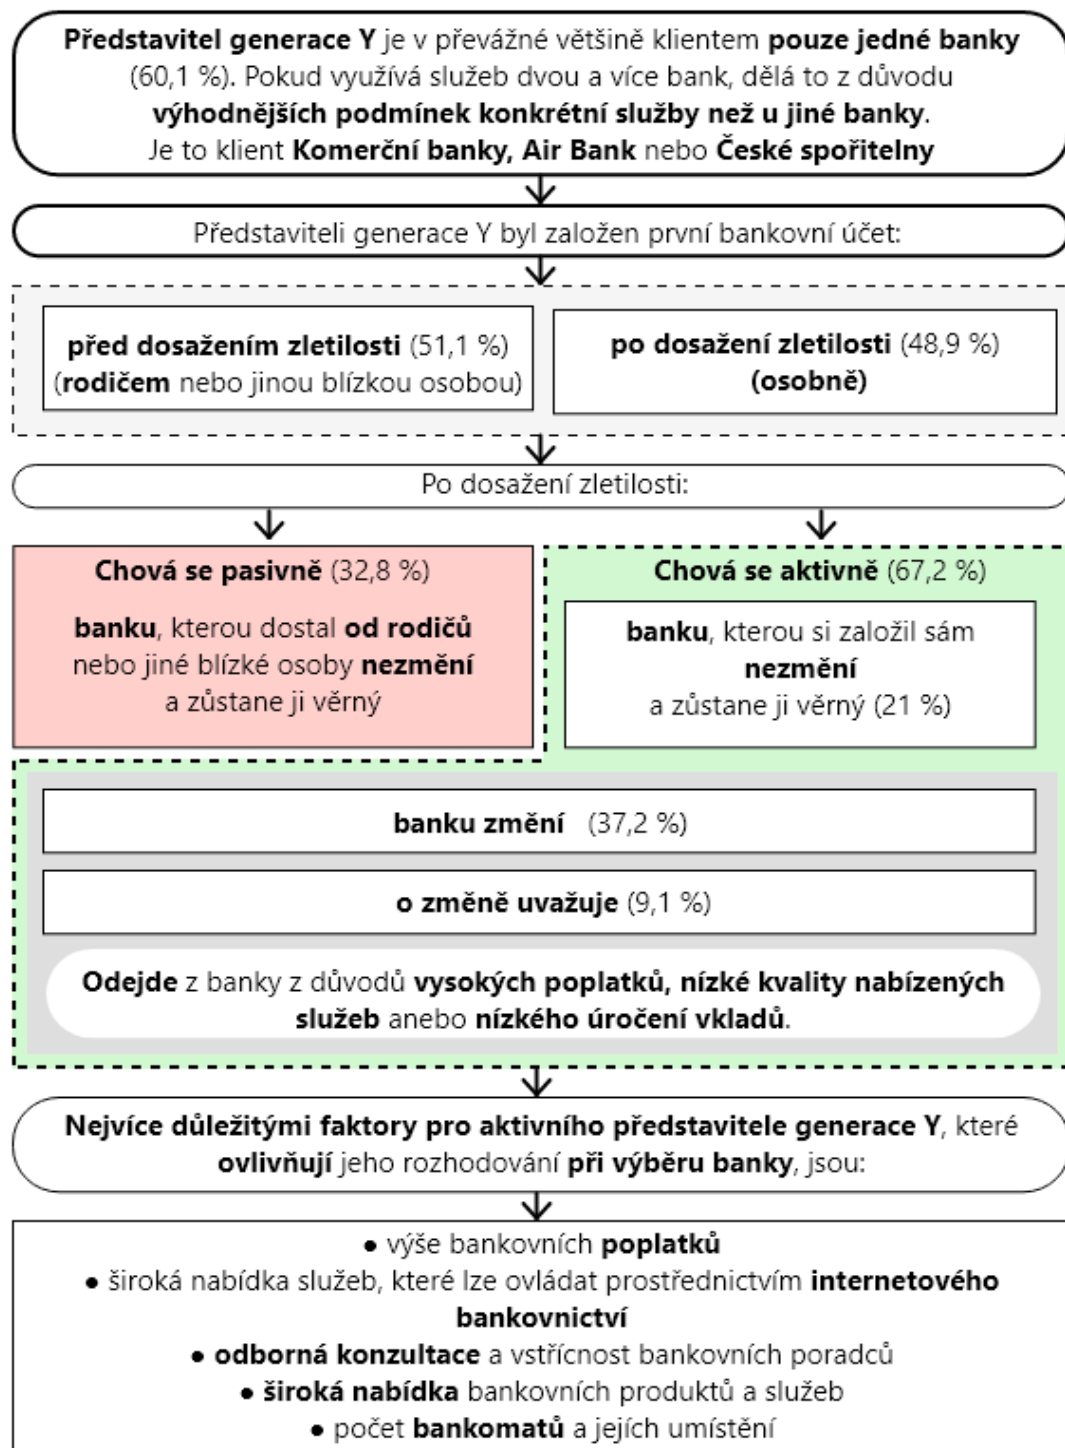 Představitel generace Y je v převážné většině klientem pouze jedné banky
(60,1 %). Pokud využívá služeb dvou a více bank, dělá to z důvodu
výhodnějších podmínek konkrétní služby než u jiné banky.
Je to klient Komerční banky, Air Bank nebo České spořitelny
Představiteli generace Y byl založen první bankovní účet:
před dosažením zletilosti (51,1 %)
(rodičem nebo jinou blízkou osobou)
po dosažení zletilosti (48,9 %)
(osobně)
Po dosažení zletilosti:
Chová se pasivně (32,8 %)
banku, kterou dostal od rodičů
nebo jiné blízké osoby nezmění
a zůstane ji věrný
Chová se aktivně (67,2 %)
banku, kterou si založil sám
nezmění
a zůstane ji věrný (21 %)
banku změní (37,2 %)
o změně uvažuje (9,1 %)
Odejde z banky z důvodů vysokých poplatků, nízké kvality nabízených
služeb anebo nízkého úročení vkladů.
Nejvíce důležitými faktory pro aktivního představitele generace Y, které
ovlivňují jeho rozhodování při výběru banky, jsou:
● výše bankovních poplatků
● široká nabídka služeb, které lze ovládat prostřednictvím internetového
bankovnictví
● odborná konzultace a vstřícnost bankovních poradců
● široká nabídka bankovních produktů a služeb
● počet bankomatů a jejích umístění